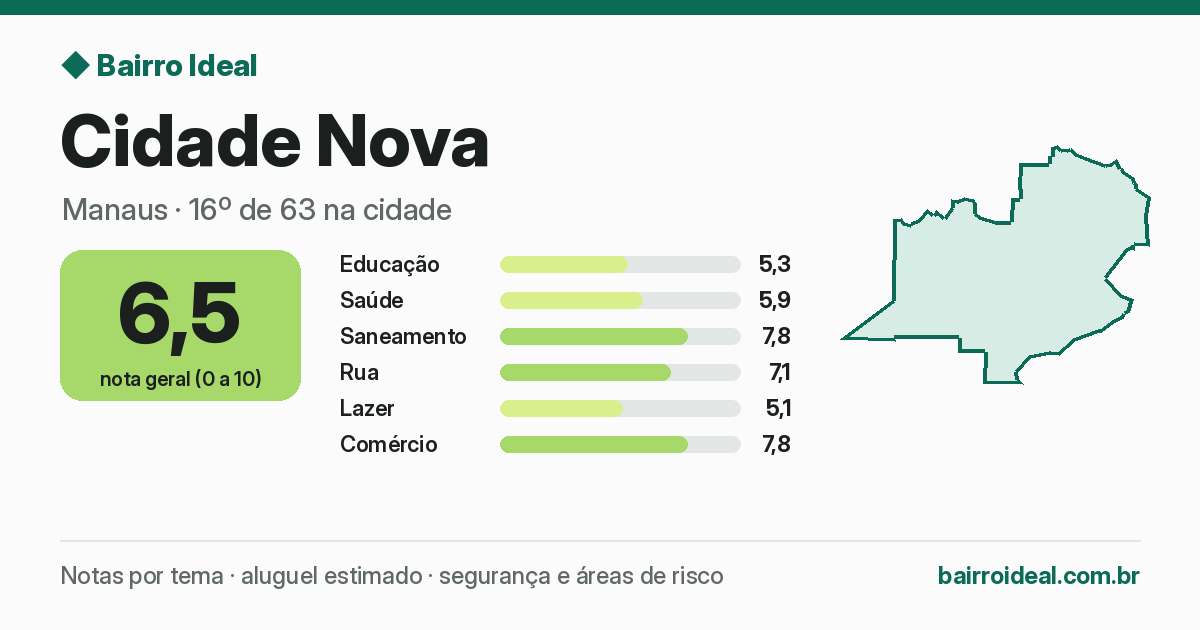 Bairro Ideal
Cidade Nova
Manaus · 16º de 63 na cidade
6,5
nota geral (0 a 10)
Educação 5,3
Saúde 5,9
Saneamento 7,8
Rua 7,1
Lazer 5,1
Comércio 7,8
Notas por tema · aluguel estimado · segurança e áreas de risco
bairroideal.com.br